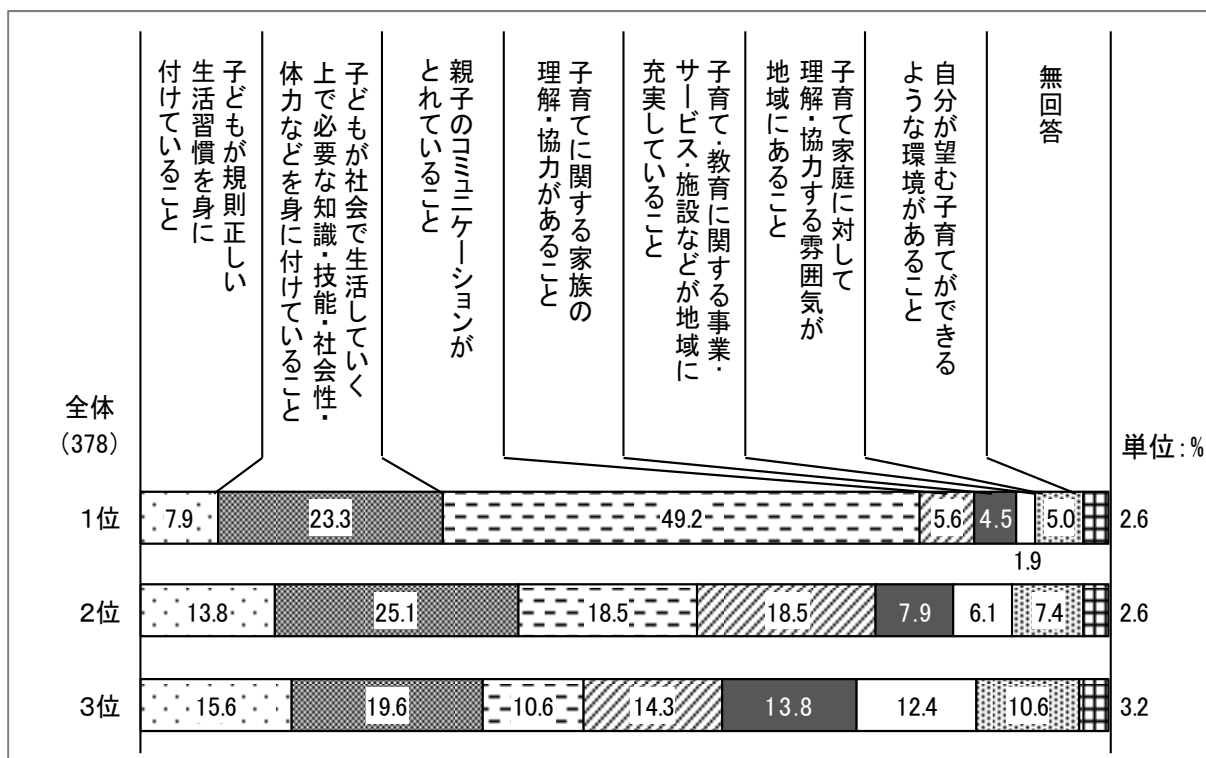 子どもが規則正しい
生活習慣を身に
付けていること
子どもが社会で生活していく
上で必要な知識・技能・社会性・
体力などを身に付けていること
親子のコミュニケーションが
とれていること
子育てに関する家族の
理解・協力があること
子育て・教育に関する事業・
サービス・施設などが地域に
充実していること
子育て家庭に対して
理解・協力する雰囲気が
地域にあること
自分が望む子育てができる
ような環境があること
無回答
全体
(378)
単位:%
1位 7.9 23.3 49.2 5.6 4.5 5.0 2.6
1.9
2位 13.8 25.1 18.5 18.5 7.9 6.1 7.4 2.6
3位 15.6 19.6 10.6 14.3 13.8 12.4 10.6 3.2